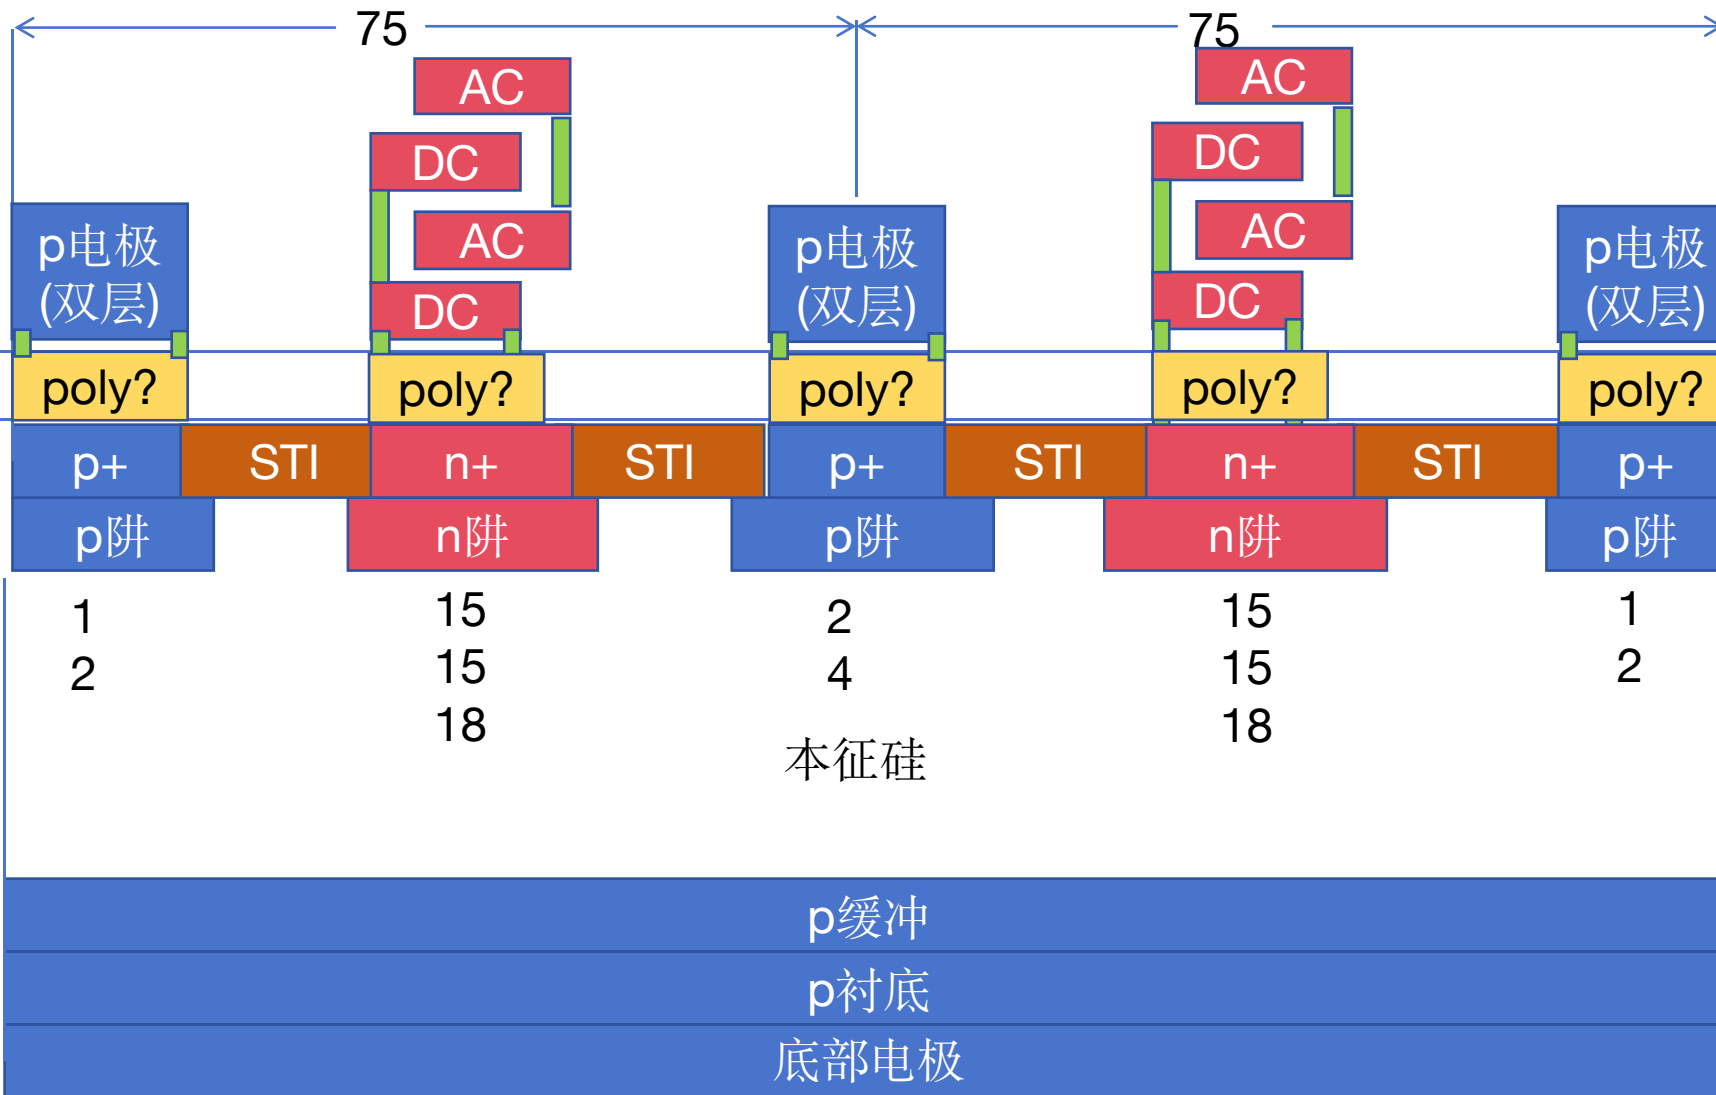 75
75
AC
AC
DC
DC
p电极
(双层)
AC
p电极
(双层)
AC
p电极
(双层)
DC
DC
poly?
poly?
poly?
poly?
poly?
p+
STI
n+
STI
p+
STI
n+
STI
p+
p阱
n阱
p阱
n阱
p阱
1
15
2
15
1
2
15
4
15
2
18
18
本征硅
p缓冲
p衬底
底部电极